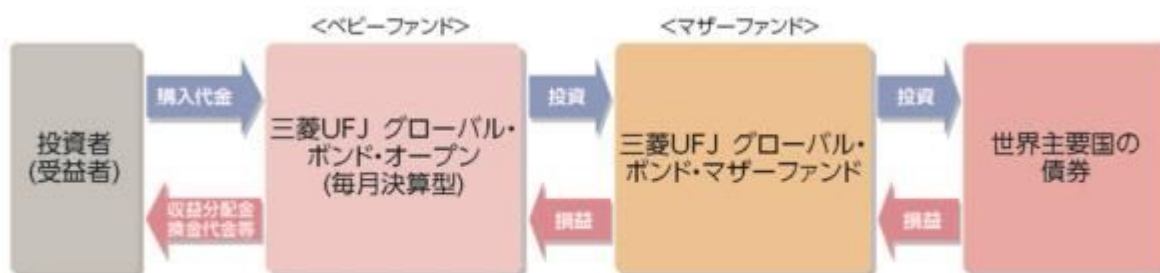 <ベビーファンド>
<マザーファンド>
投資者
(受益者)
購入代金
収益分配金
換金代金等
三菱UFJ グローバル・
ボンド・オープン
(毎月決算型)
投資
損益
三菱UFJ グローバル・
ボンド・マザーファンド
投資
損益
世界主要国の
債券